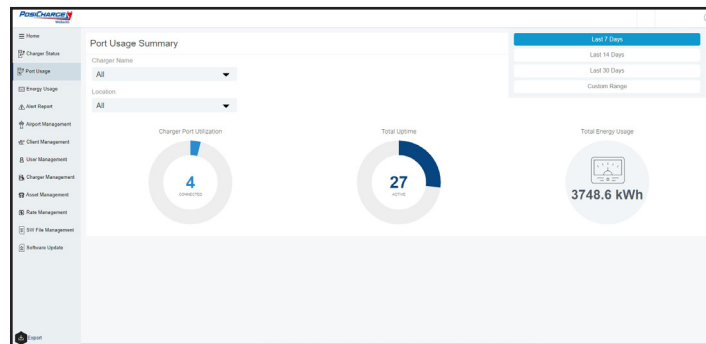 POSICHARGE
WEBSITE
Home
Charger Status
Port Usage
Energy Usage
Alert Report
Airport Management
Client Management
User Management
Charger Management
Asset Management
Rate Management
SW File Management
Software Update
Export
Port Usage Summary
Charger Name
All
Location
All
Last 7 Days
Last 14 Days
Last 30 Days
Custom Range
Charger Port Utilization
4
CONNECTED
Total Uptime
27
ACTIVE
Total Energy Usage
3748.6 kWh